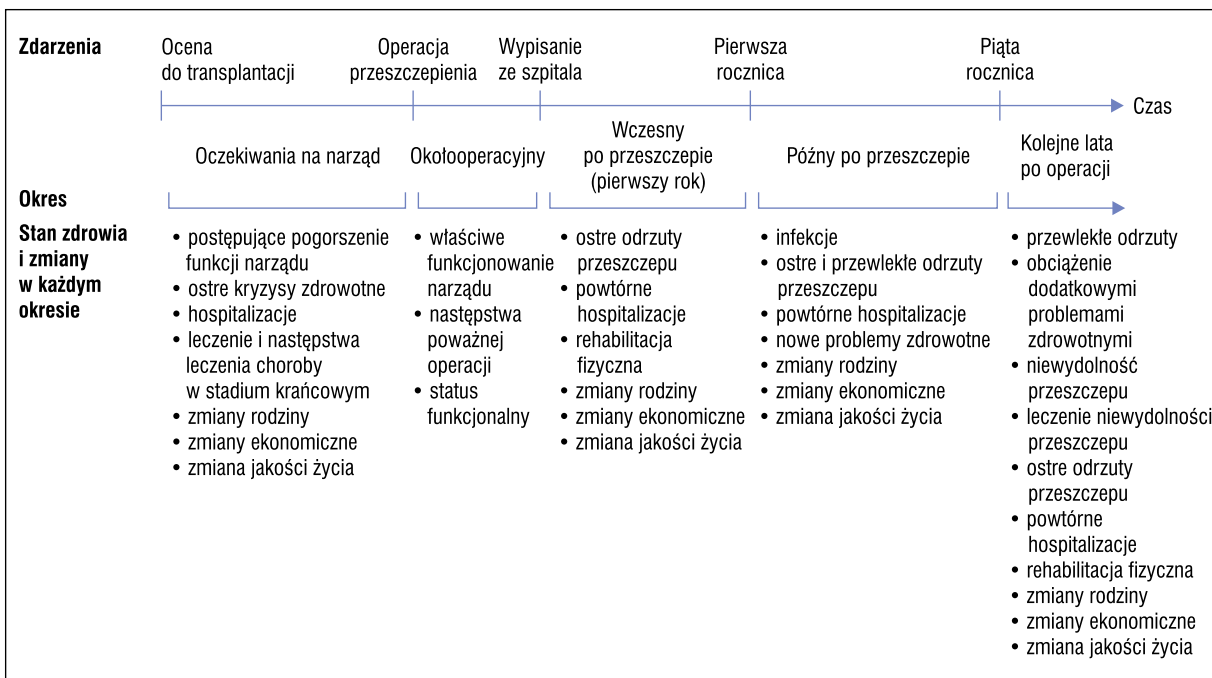 Zdarzenia
Ocena
do transplantacji
Operacja
przeszczepienia
Wypisanie
ze szpitala
Pierwsza
rocznica
Piąta
rocznica
Czas
Oczekiwania na narząd
Okołooperacyjny
Wczesny
po przeszczepie
(pierwszy rok)
Późny po przeszczepie
Kolejne lata
po operacji
Okres
Stan zdrowia
i zmiany
w każdym
okresie
• postępujące pogorszenie
funkcji narządu
• ostre kryzysy zdrowotne
• hospitalizacje
• leczenie i następstwa
leczenia choroby
w stadium krańcowym
• zmiany rodziny
• zmiany ekonomiczne
• zmiana jakości życia
• właściwe
funkcjonowanie
narządu
• następstwa
poważnej
operacji
• status
funkcjonalny
• ostre odrzuty
przeszczepu
• powtórne
hospitalizacje
• rehabilitacja
fizyczna
• zmiany rodziny
• zmiany ekonomiczne
• zmiana jakości życia
• infekcje
• ostre i przewlekłe odrzuty
przeszczepu
• powtórne hospitalizacje
• nowe problemy zdrowotne
• zmiany rodziny
• zmiany ekonomiczne
• zmiana jakości życia
• przewlekłe odrzuty
• obciążenie
dodatkowymi
problemami
zdrowotnymi
• niewydolność
przeszczepu
• leczenie niewydolności
przeszczepu
• ostre odrzuty
przeszczepu
• powtórne
hospitalizacje
• rehabilitacja fizyczna
• zmiany rodziny
• zmiany ekonomiczne
• zmiana jakości życia